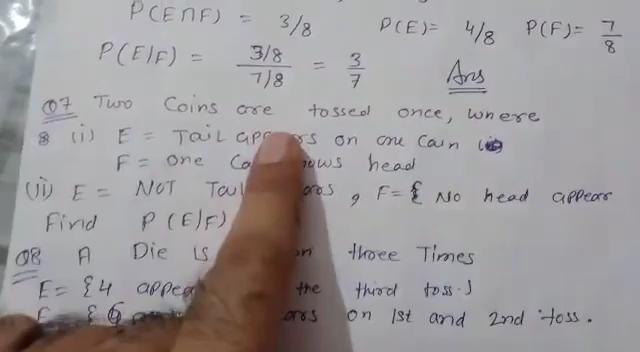 P(E∩F) = 3/8 P(E)= 4/8 P(F)= 7/8
P(E/F) = 3/8 / 7/8 = 3/7 Ans
Q7 Two Coins are tossed once, where
(i) E = Tail appears on one Coin
F = one shows head
(ii) E = NOT Tail , F={ No head appear
Find P(E/F)
Q8 A Die is three Times
E= {4 the third toss.}
on 1st and 2nd toss.